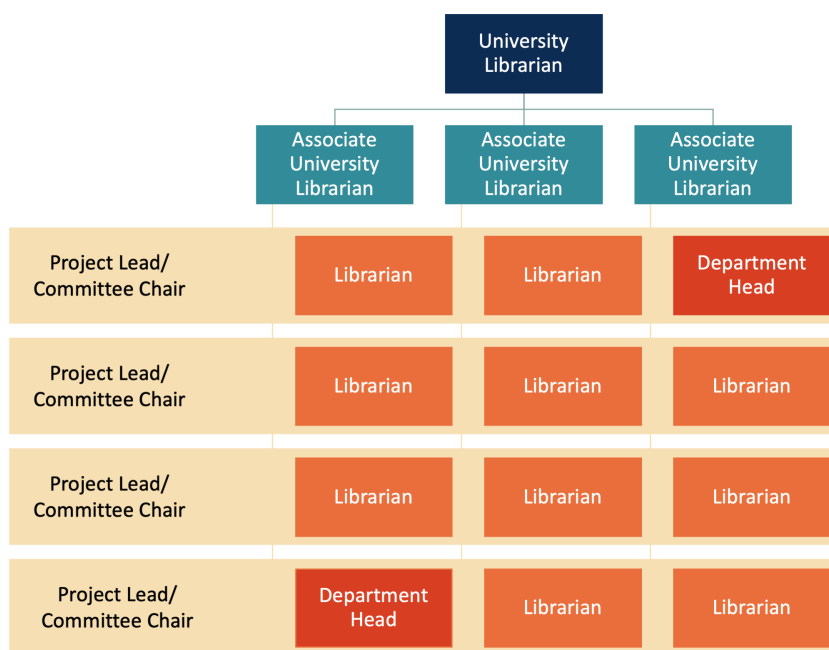 University
Librarian
Associate
University
Librarian
Associate
University
Librarian
Associate
University
Librarian
Project Lead/
Committee Chair
Librarian
Librarian
Department
Head
Project Lead/
Committee Chair
Librarian
Librarian
Librarian
Project Lead/
Committee Chair
Librarian
Librarian
Librarian
Project Lead/
Committee Chair
Department
Head
Librarian
Librarian